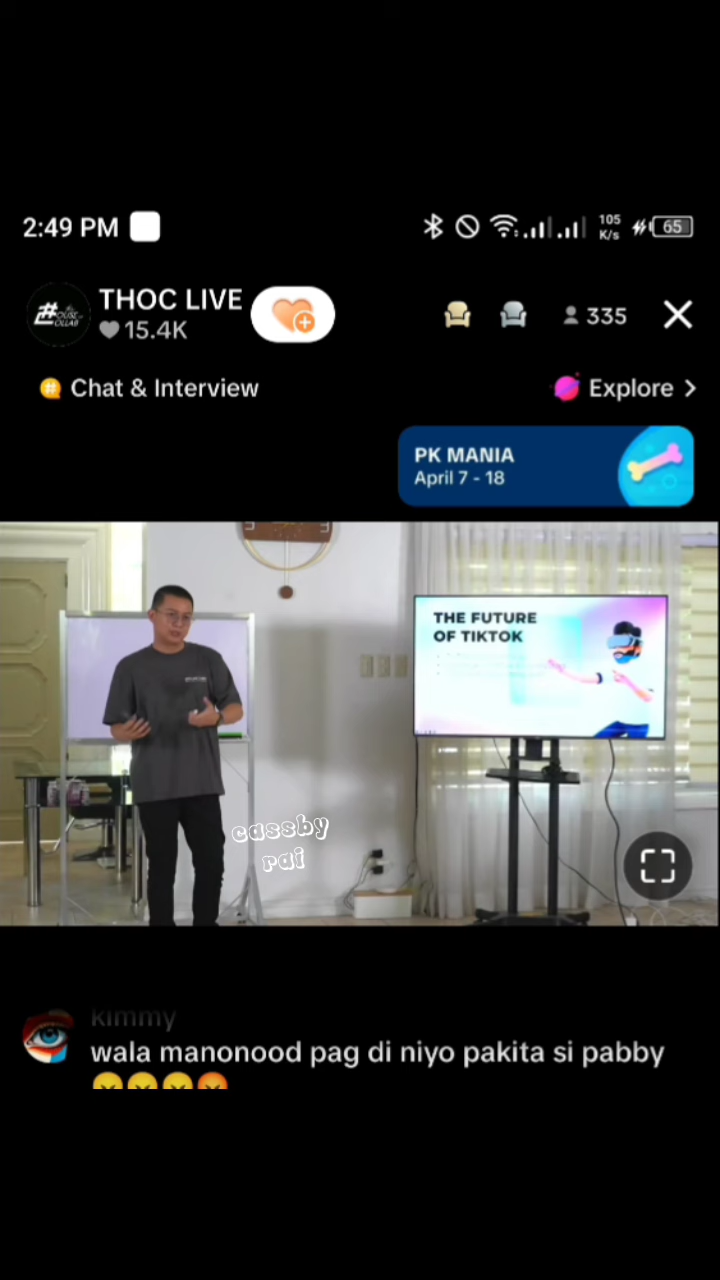 2:49 PM
105
K/s
65
THOC LIVE
15.4K
335
Chat & Interview
Explore >
PK MANIA
April 7 - 18
THE FUTURE
OF TIKTOK
cassby
rai
kimmy
wala manonood pag di niyo pakita si pabby